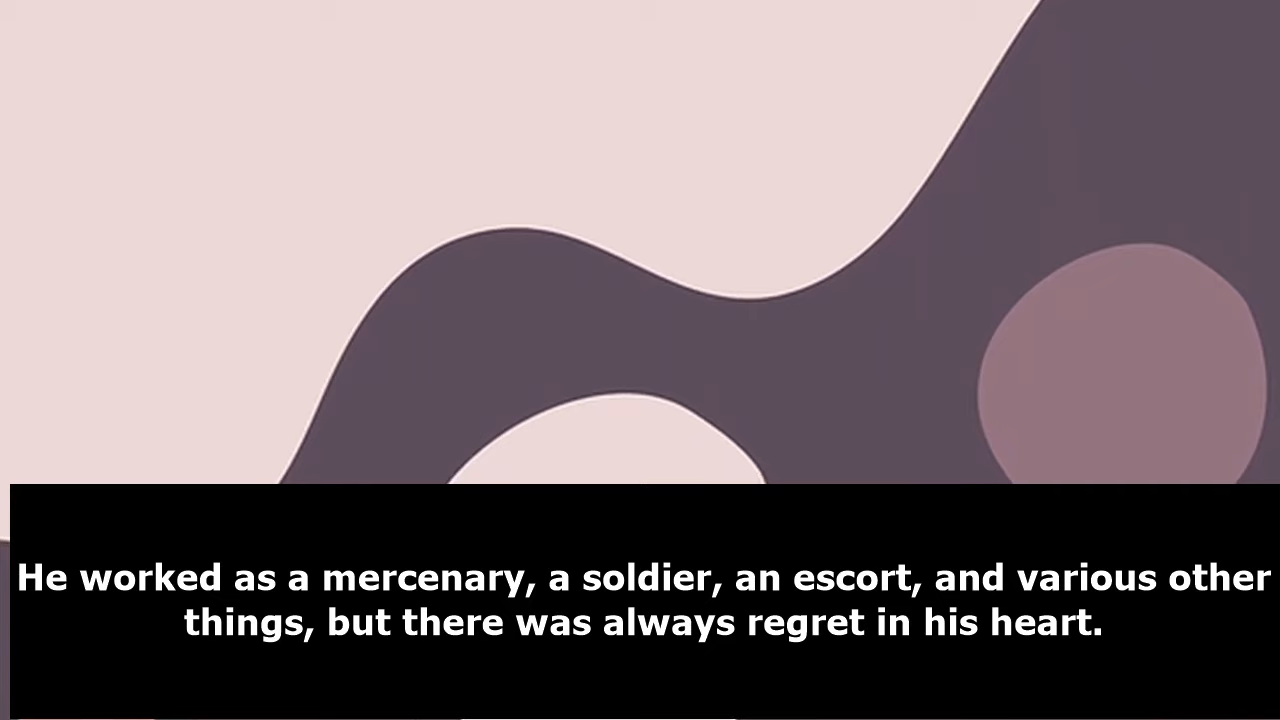 He worked as a mercenary, a soldier, an escort, and various other
things, but there was always regret in his heart.